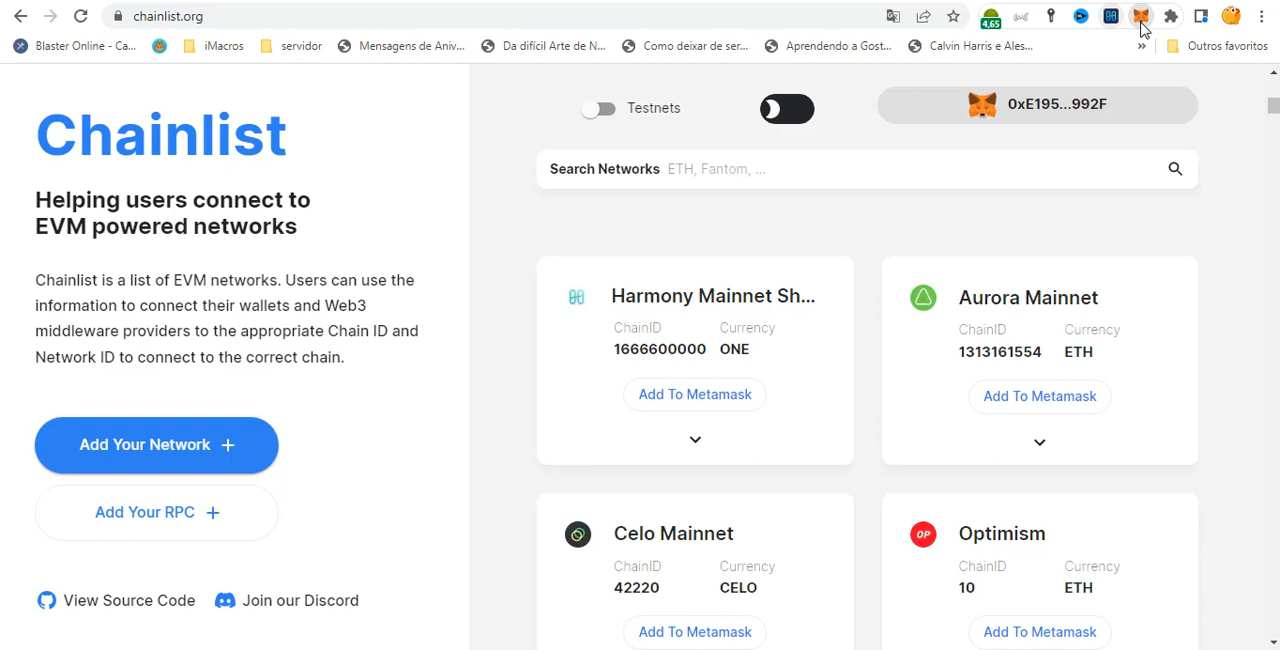 chainlist.org
4,65
Blaster Online - Ca...
iMacros
servidor
Mensagens de Aniv...
Da difícil Arte de N...
Como deixar de ser...
Aprendendo a Gost...
Calvin Harris e Ales...
»
Outros favoritos
Chainlist
Helping users connect to
EVM powered networks
Chainlist is a list of EVM networks. Users can use the
information to connect their wallets and Web3
middleware providers to the appropriate Chain ID and
Network ID to connect to the correct chain.
Add Your Network +
Add Your RPC +
View Source Code
Join our Discord
Testnets
0xE195...992F
Search Networks ETH, Fantom, ...
Harmony Mainnet Sh...
ChainID Currency
1666600000 ONE
Add To Metamask
Aurora Mainnet
ChainID Currency
1313161554 ETH
Add To Metamask
Celo Mainnet
ChainID Currency
42220 CELO
Add To Metamask
OP
Optimism
ChainID Currency
10 ETH
Add To Metamask